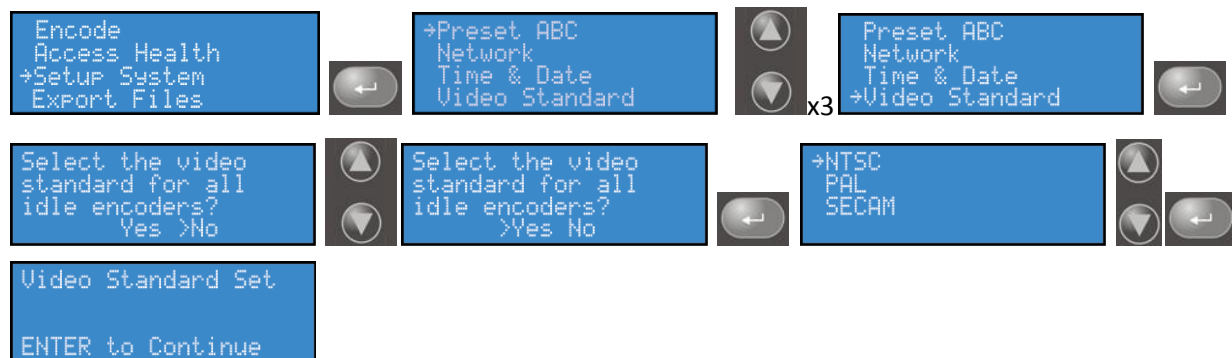 Encode
Access Health
→Setup System
Export Files
→Preset ABC
Network
Time & Date
Video Standard
x3
Preset ABC
Network
Time & Date
→Video Standard
Select the video
standard for all
idle encoders?
Yes >No
Select the video
standard for all
idle encoders?
>Yes No
→NTSC
PAL
SECAM
Video Standard Set
ENTER to Continue